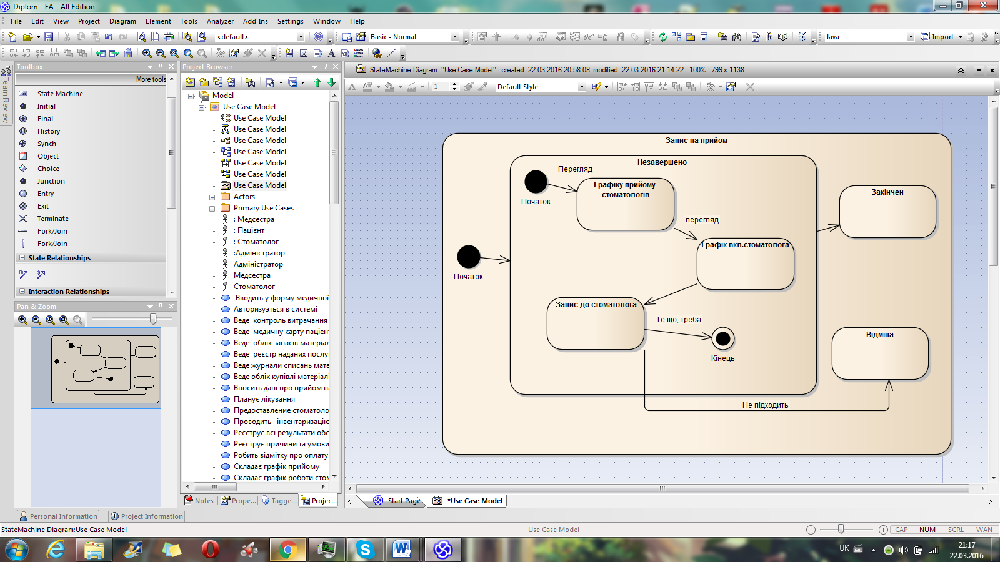 Diplom - EA - All Edition
File Edit View Project Diagram Element Tools Analyzer Add-Ins Settings Window Help
<default> Basic - Normal Java Import
Toolbox
More tools
State Machine
Initial
Final
History
Synch
Object
Choice
Junction
Entry
Exit
Terminate
Fork/Join
Fork/Join
State Relationships
Interaction Relationships
Team Review
Pan & Zoom
Project Browser
Model
Use Case Model
Use Case Model
Use Case Model
Use Case Model
Use Case Model
Use Case Model
Use Case Model
Use Case Model
Actors
Primary Use Cases
: Медсестра
: Пацієнт
: Стоматолог
:Адміністратор
Адміністратор
Медсестра
Стоматолог
Вводить у форму медичної
Авторизуэться в системі
Веде контроль витрачання
Веде медичну карту пацієн
Веде облік запасів матеріал
Веде реєстр наданих послу
Веде журнали списань мате
Веде облік купівлі матеріал
Вносить дані про прийом п
Планує лікування
Предоставление стоматоло
Проводить інвентаризацію
Реєструє всі результати обс
Реєструє причини та умови
Робить відмітку про оплату
Складає графік прийому
Складає графік роботи стом
Notes Prope... Tagge... Projec...
StateMachine Diagram: "Use Case Model" created: 22.03.2016 20:58:08 modified: 22.03.2016 21:14:22 100% 799 x 1138
1 Default Style
Запис на прийом
Незавершено
Перегляд
Графіку прийому
стоматологів
Початок
Закінчен
перегляд
Графік вкл.стоматолога
Початок
Запис до стоматолога
Те що, треба
Кінець
Відміна
Не підходить
Start Page *Use Case Model
Personal Information Project Information
StateMachine Diagram:Use Case Model Use Case Model CAP NUM SCRL WAN
UK 21:17
22.03.2016